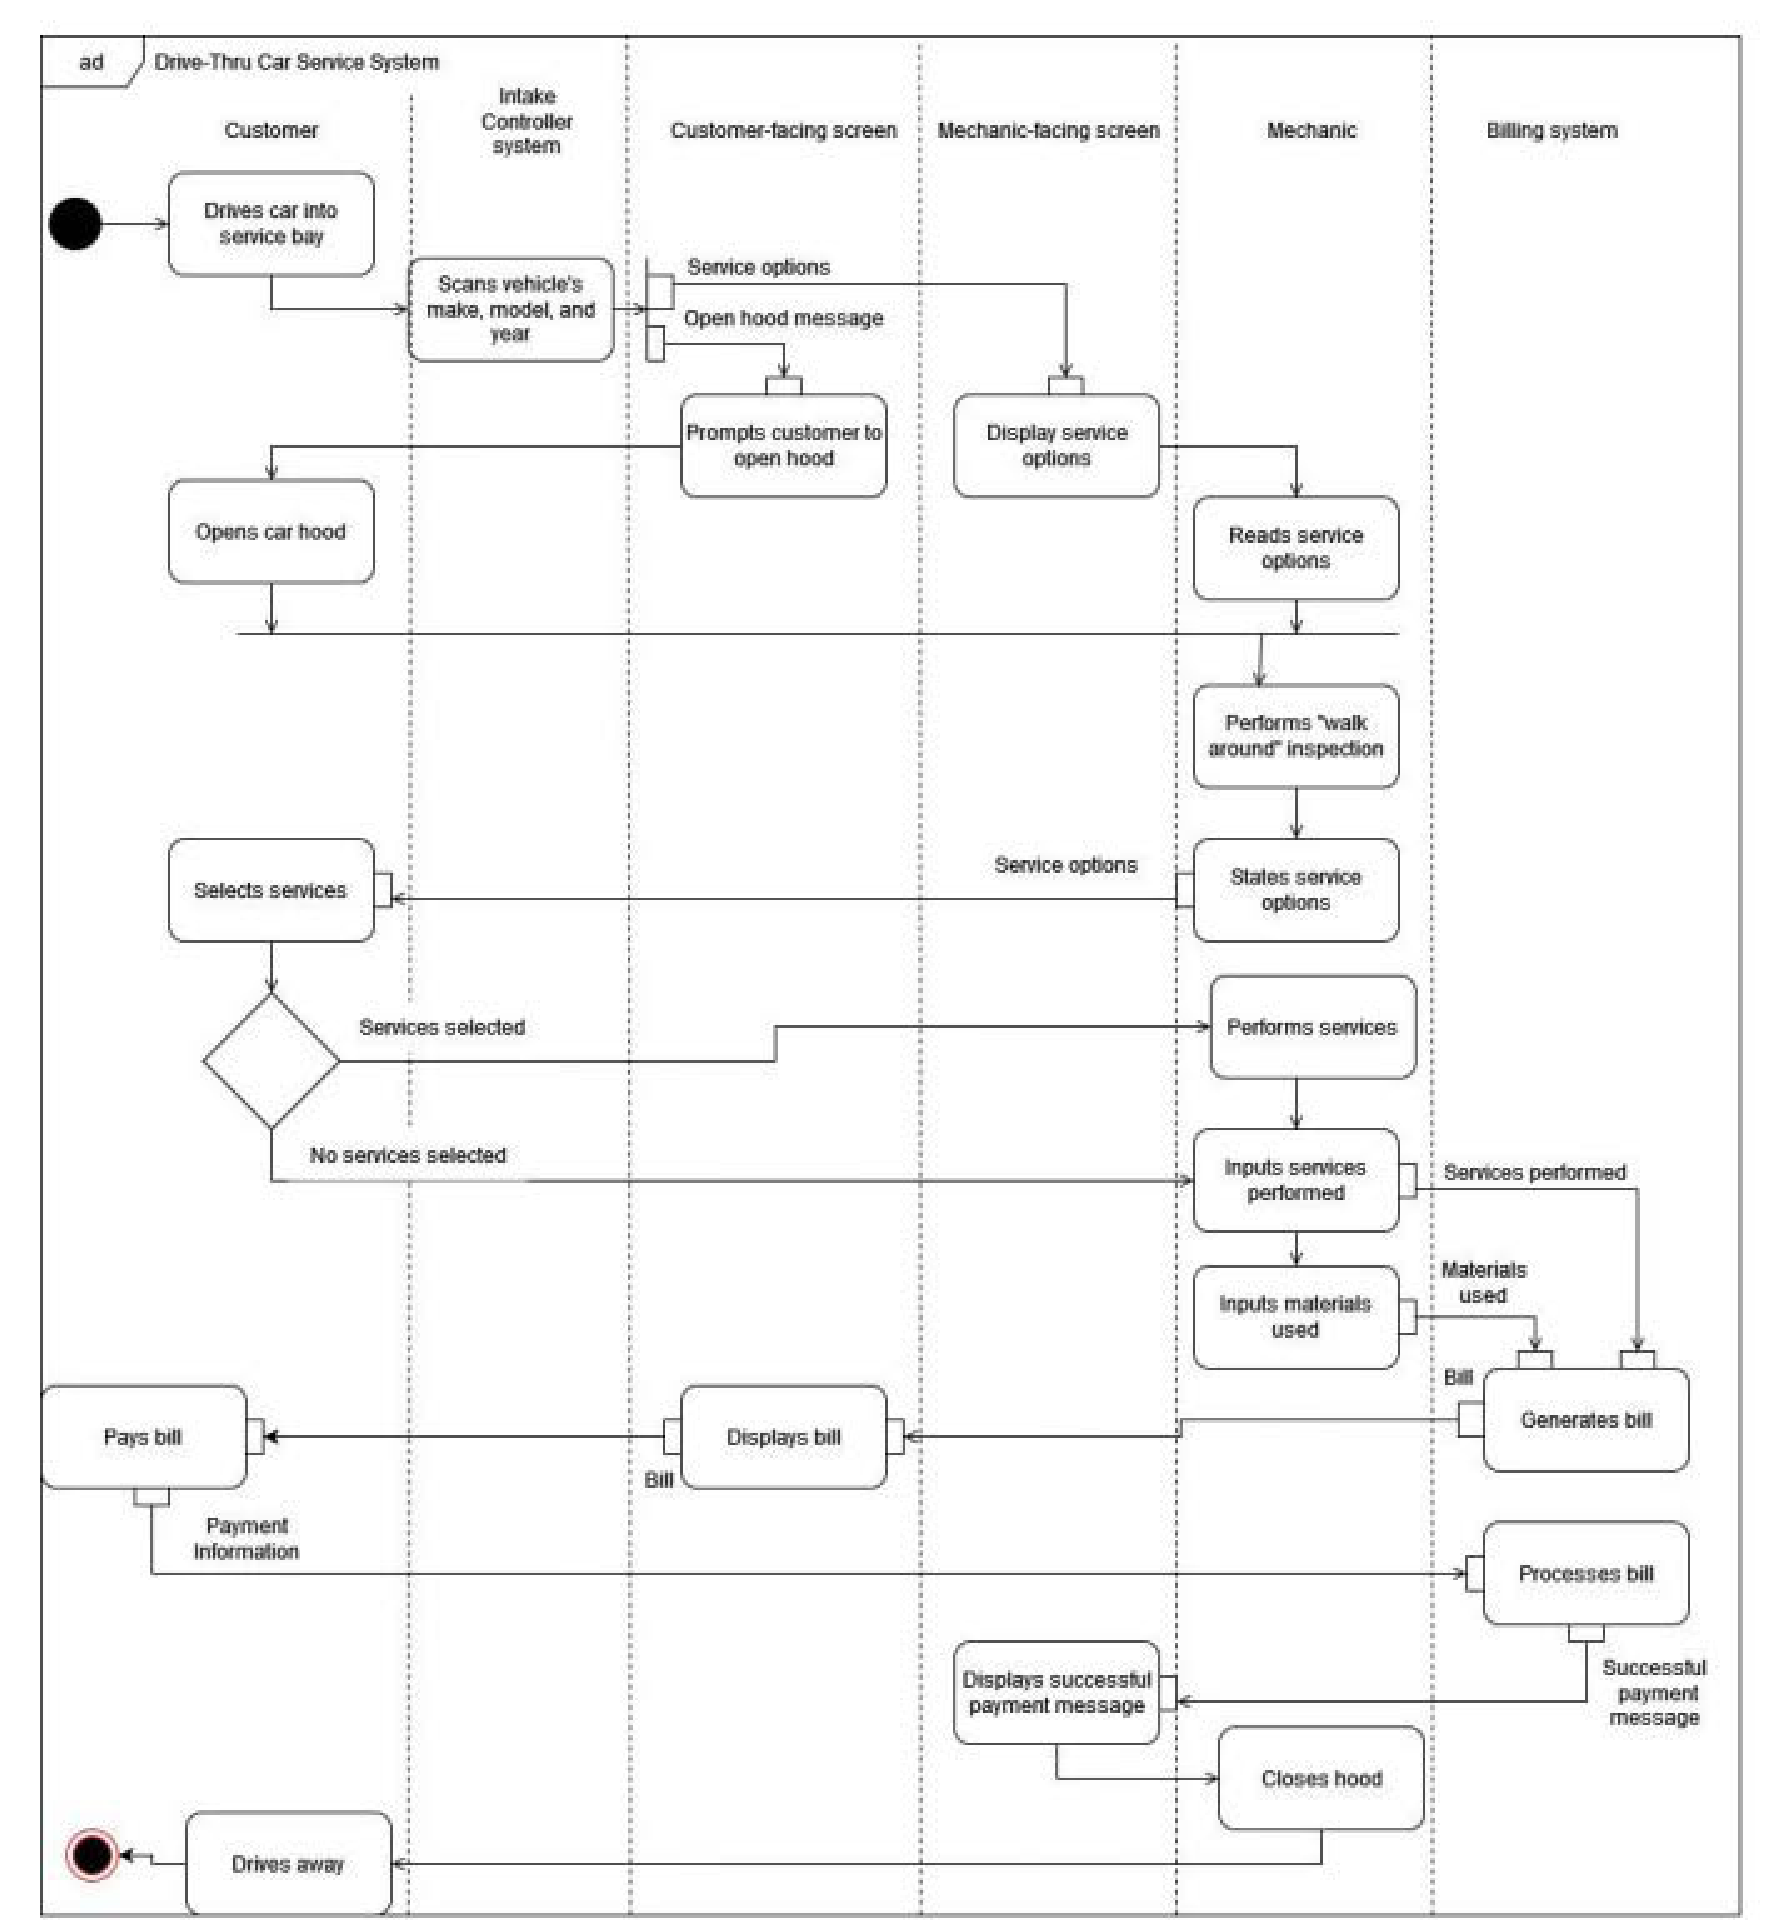 ad
Drive-Thru Car Service System
Customer
Intake
Controller
system
Customer-facing screen
Mechanic-facing screen
Mechanic
Billing system
Drives car into
service bay
Scans vehicle's
make, model, and
year
Service options
Open hood message
Prompts customer to
open hood
Display service
options
Opens car hood
Reads service
options
Performs "walk
around" inspection
Selects services
Service options
States service
options
Services selected
Performs services
No services selected
Inputs services
performed
Services performed
Inputs materials
used
Materials
used
Pays bill
Bill
Displays bill
Bill
Generates bill
Payment
Information
Processes bill
Displays successful
payment message
Successful
payment
message
Closes hood
Drives away